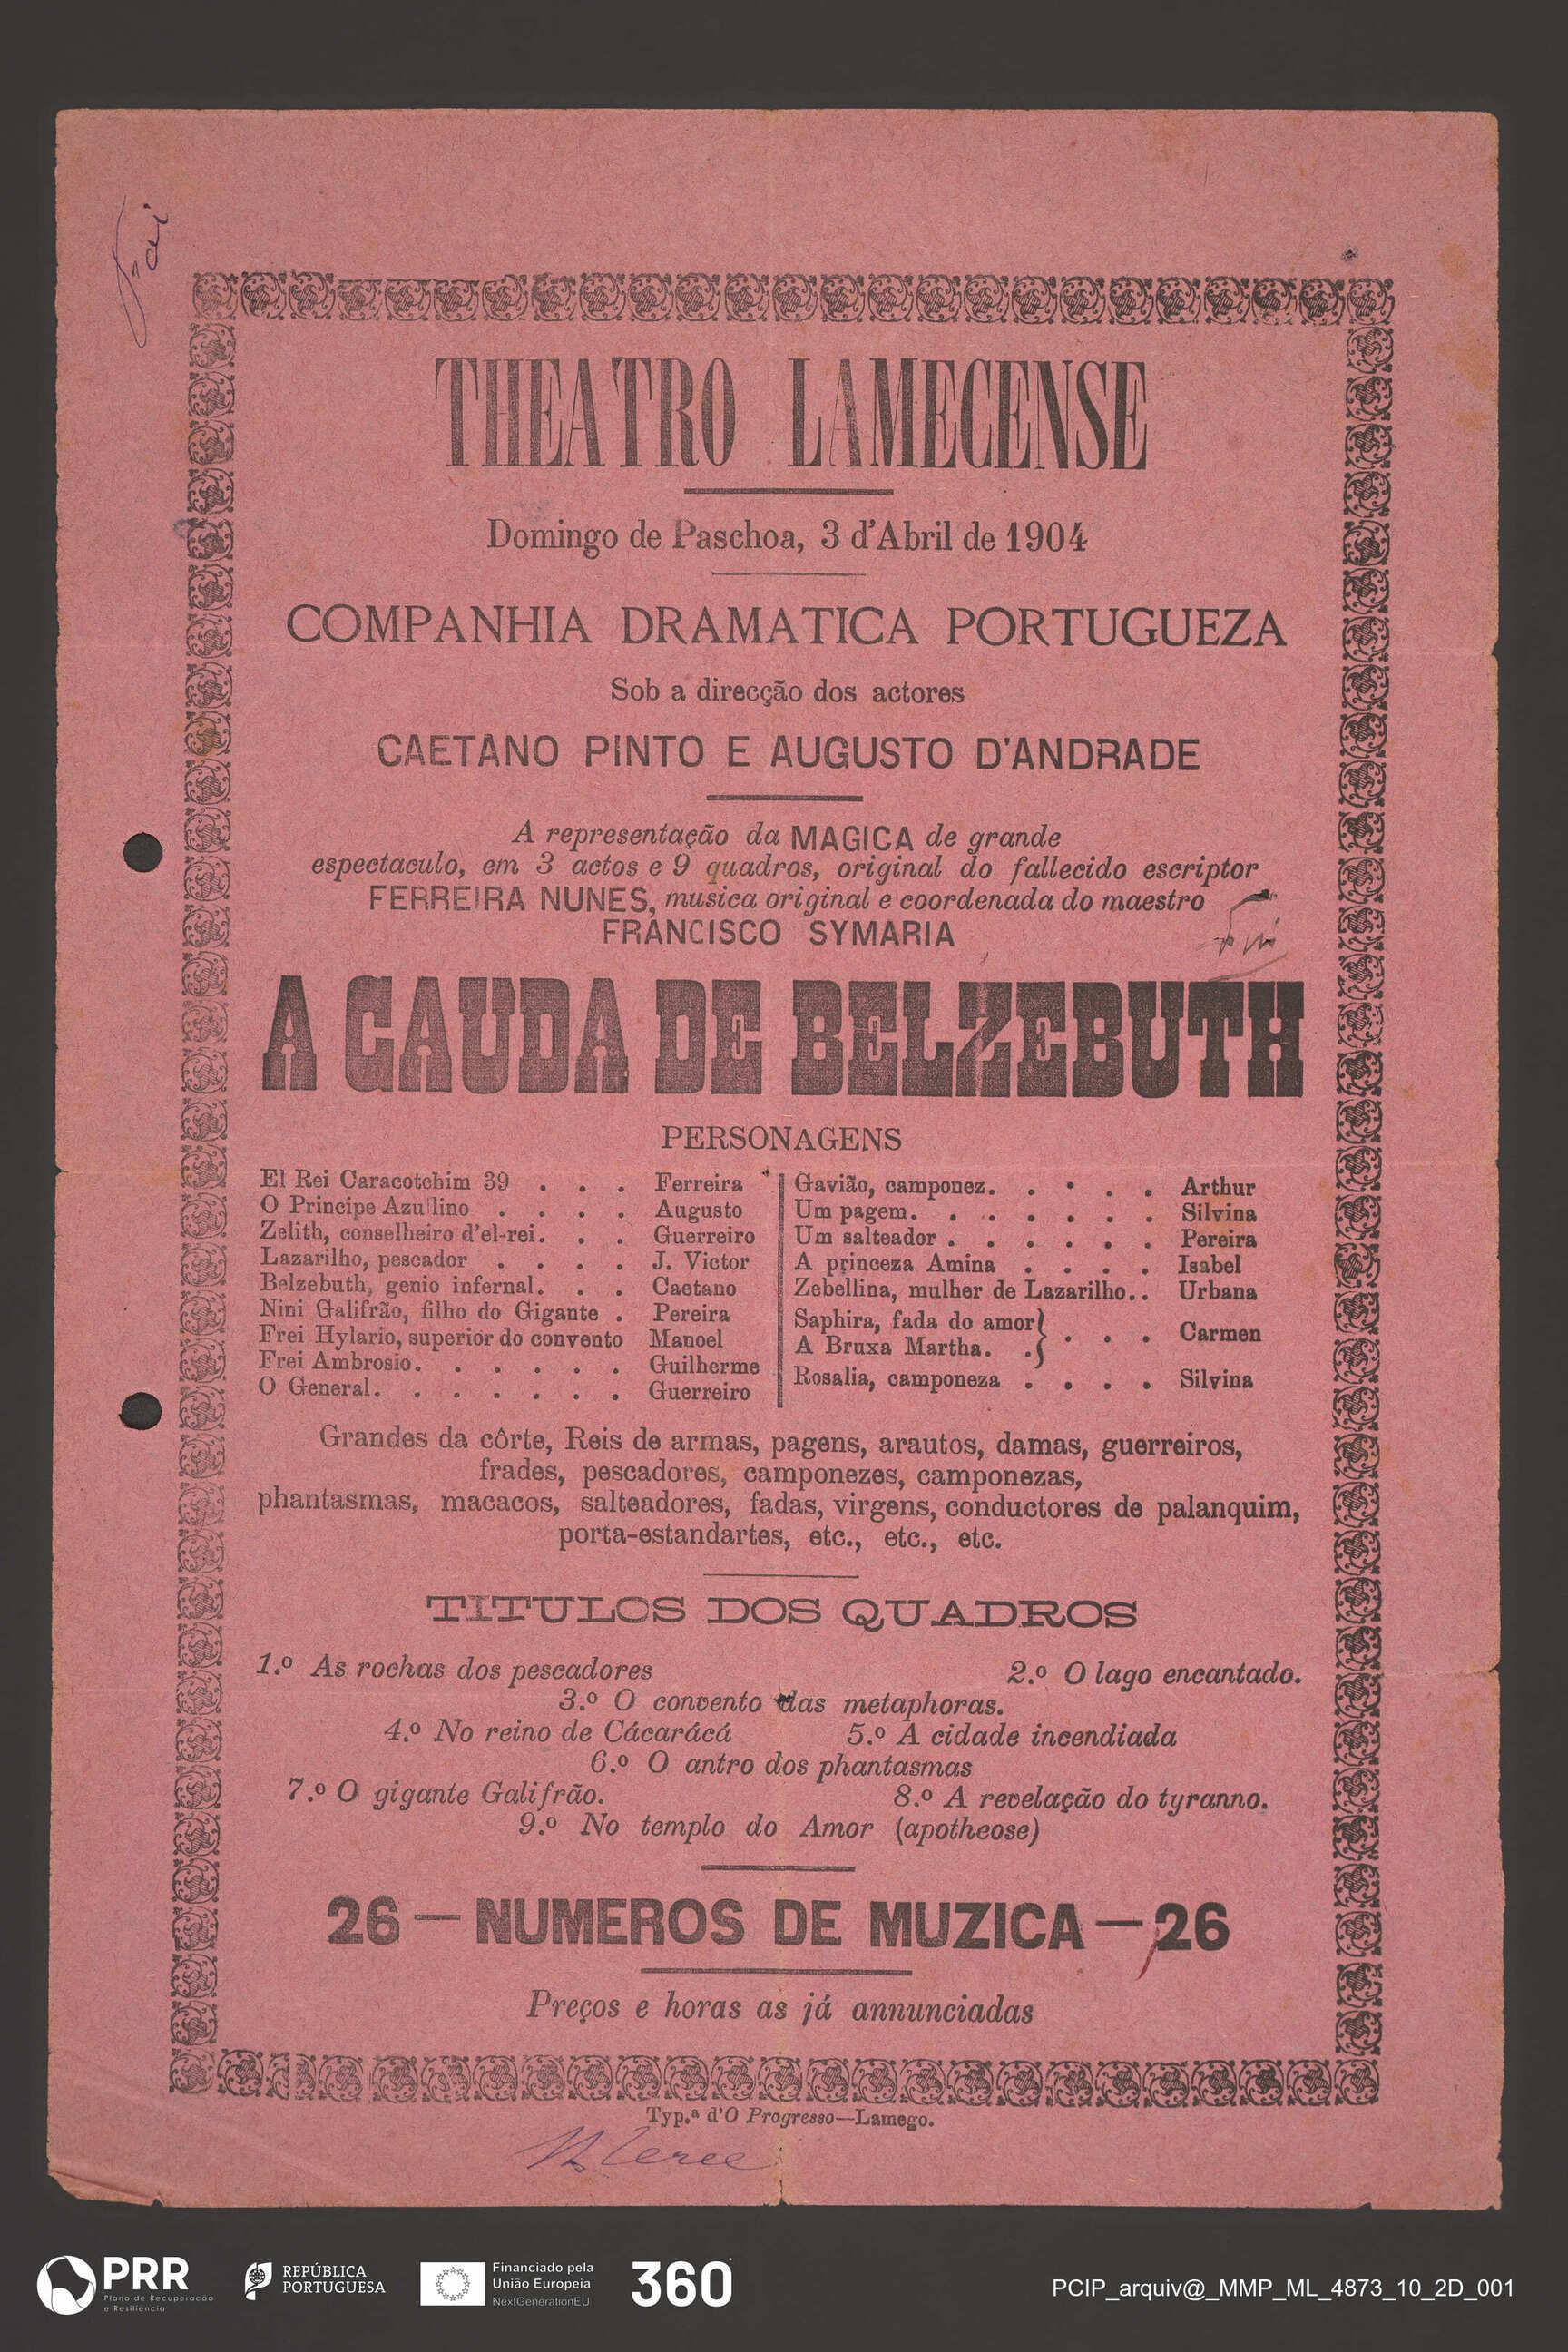 Foi
THEATRO LAMECENSE
Domingo de Paschoa, 3 d'Abril de 1904
COMPANHIA DRAMATICA PORTUGUEZA
Sob a direcção dos actores
CAETANO PINTO E AUGUSTO D'ANDRADE
A representação da MAGICA de grande
espectaculo, em 3 actos e 9 quadros, original do fallecido escriptor
FERREIRA NUNES, musica original e coordenada do maestro
FRANCISCO SYMARIA
A CAUDA DE BELZEBUTH
PERSONAGENS
El Rei Caracotchim 39 . . . Ferreira
O Principe Azullino . . . . Augusto
Zelith, conselheiro d'el-rei. . . Guerreiro
Lazarilho, pescador . . . . J. Victor
Belzebuth, genio infernal. . . Caetano
Nini Galifrão, filho do Gigante . Pereira
Frei Hylario, superior do convento Manoel
Frei Ambrosio. . . . . . Guilherme
O General. . . . . . . Guerreiro
Gavião, camponez. . . . . Arthur
Um pagem. . . . . . . Silvina
Um salteador . . . . . . Pereira
A princeza Amina . . . . Isabel
Zebellina, mulher de Lazarilho. . Urbana
Saphira, fada do amor
A Bruxa Martha. . } . . . Carmen
Rosalia, camponeza . . . . Silvina
Grandes da côrte, Reis de armas, pagens, arautos, damas, guerreiros,
frades, pescadores, camponezes, camponezas,
phantasmas, macacos, salteadores, fadas, virgens, conductores de palanquim,
porta-estandartes, etc., etc., etc.
TITULOS DOS QUADROS
1.º As rochas dos pescadores 2.º O lago encantado.
3.º O convento das metaphoras.
4.º No reino de Cácarácá 5.º A cidade incendiada
6.º O antro dos phantasmas
7.º O gigante Galifrão. 8.º A revelação do tyranno.
9.º No templo do Amor (apotheose)
26 — NUMEROS DE MUZICA — 26
Preços e horas as já annunciadas
Typ.ª d'O Progresso—Lamego.
PRR
Plano de Recuperação
e Resiliência
REPÚBLICA
PORTUGUESA
Financiado pela
União Europeia
NextGenerationEU
360
PCIP_arquiv@_MMP_ML_4873_10_2D_001